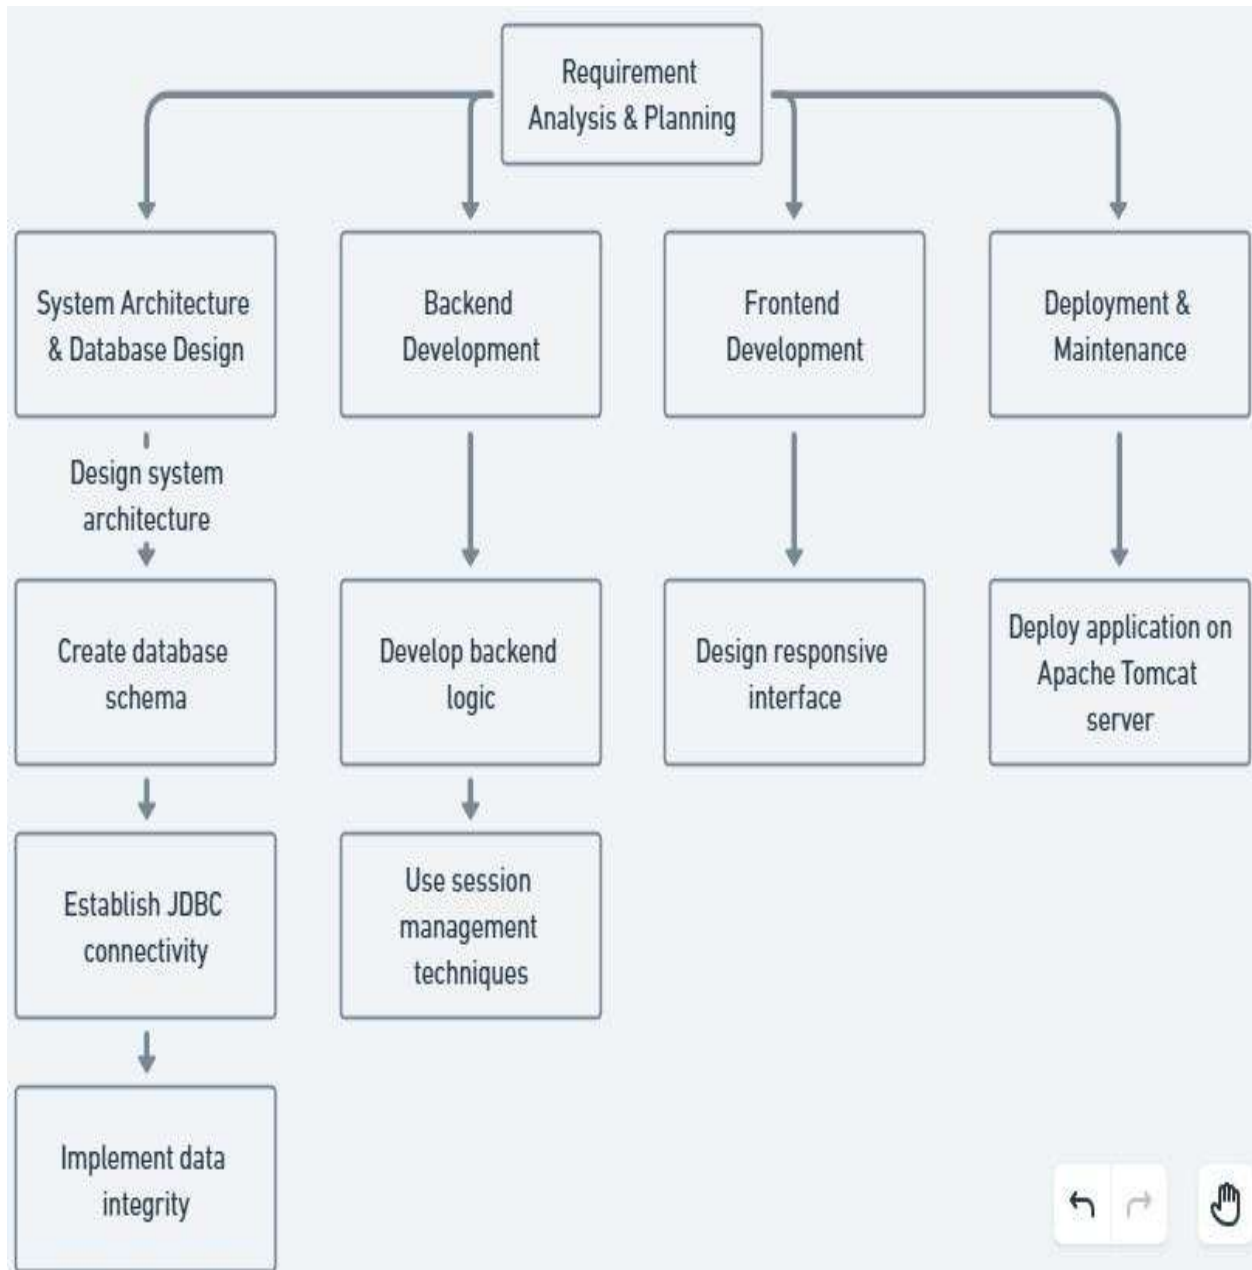 Requirement
Analysis & Planning
System Architecture
& Database Design
Backend
Development
Frontend
Development
Deployment &
Maintenance
Design system
architecture
Create database
schema
Develop backend
logic
Design responsive
interface
Deploy application on
Apache Tomcat
server
Establish JDBC
connectivity
Use session
management
techniques
Implement data
integrity